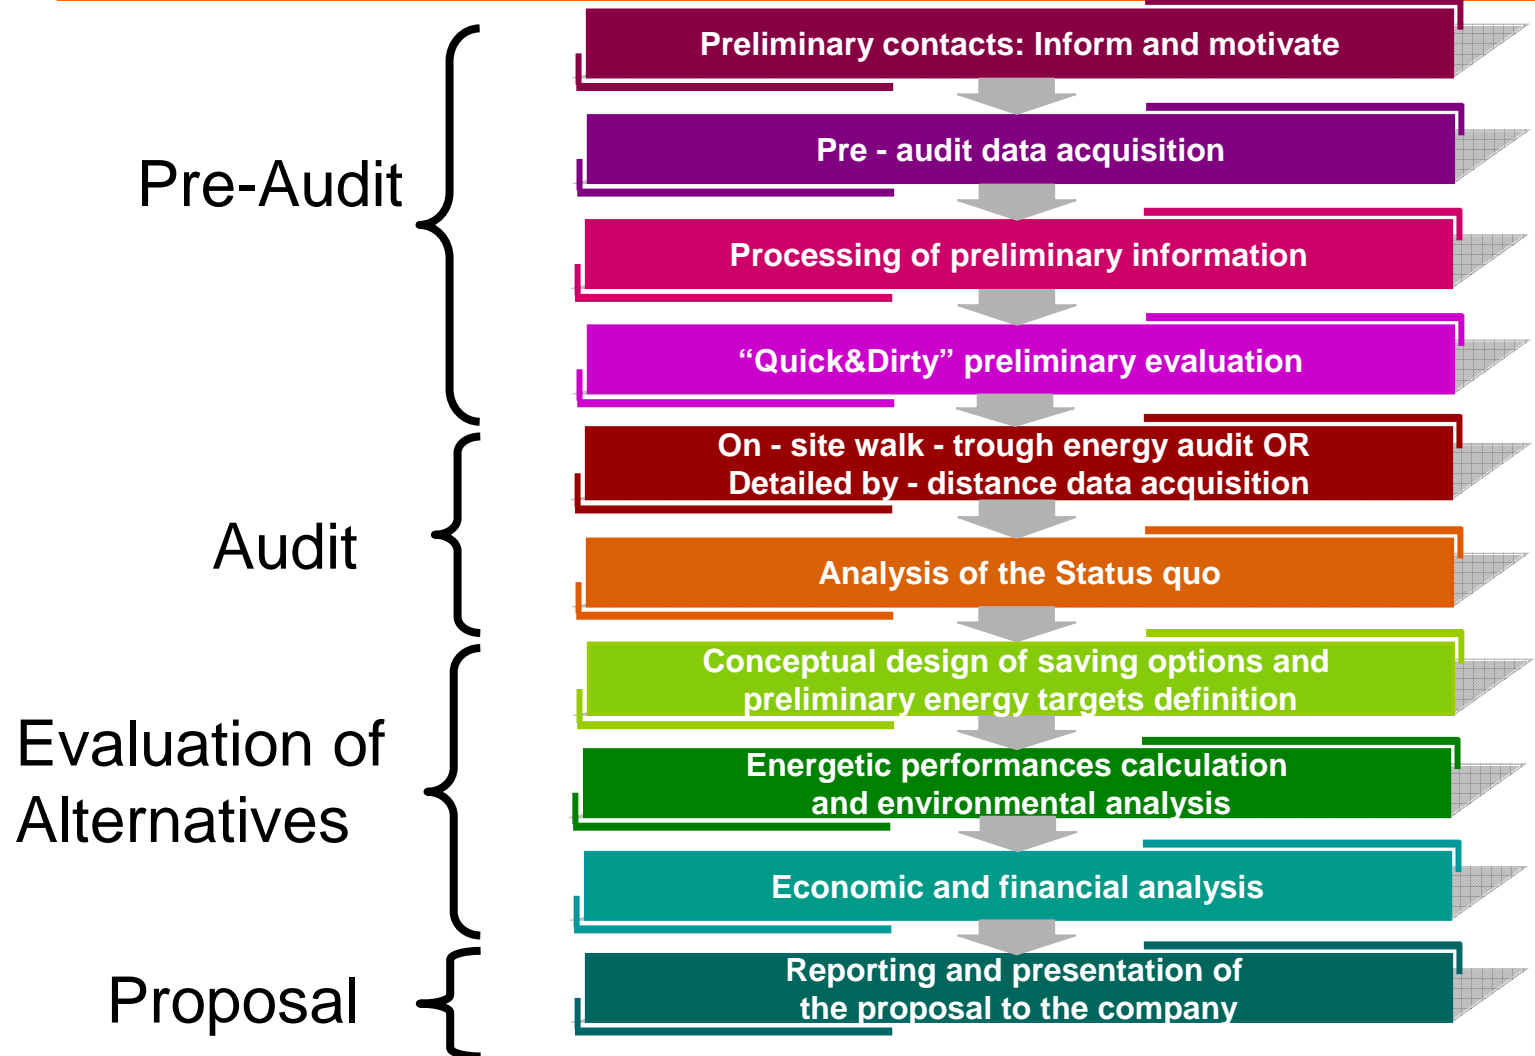 Preliminary contacts: Inform and motivate
Pre - audit data acquisition
Pre-Audit
Processing of preliminary information
“Quick&Dirty” preliminary evaluation
On - site walk - trough energy audit OR
Detailed by - distance data acquisition
Audit
Analysis of the Status quo
Conceptual design of saving options and
preliminary energy targets definition
Evaluation of
Alternatives
Energetic performances calculation
and environmental analysis
Economic and financial analysis
Proposal
Reporting and presentation of
the proposal to the company